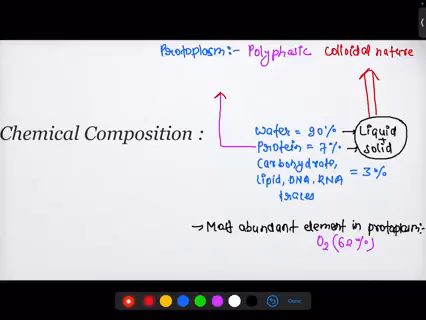 Protoplasm:- Polyphasic Colloidal nature
Chemical Composition :
Water = 90% → Liquid
+
Protein = 7% → solid
Carbohydrate,
Lipid, DNA, RNA = 3%
traces
→ Most abundant element in protoplasm:-
O₂ (62%)
Done